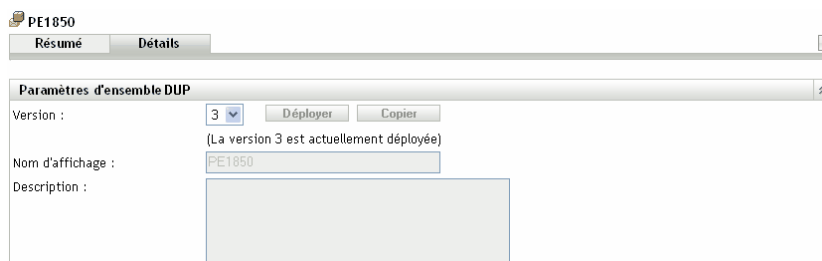 PE1850
Résumé Détails
Paramètres d'ensemble DUP
Version : 3 Déployer Copier
(La version 3 est actuellement déployée)
Nom d'affichage : PE1850
Description :